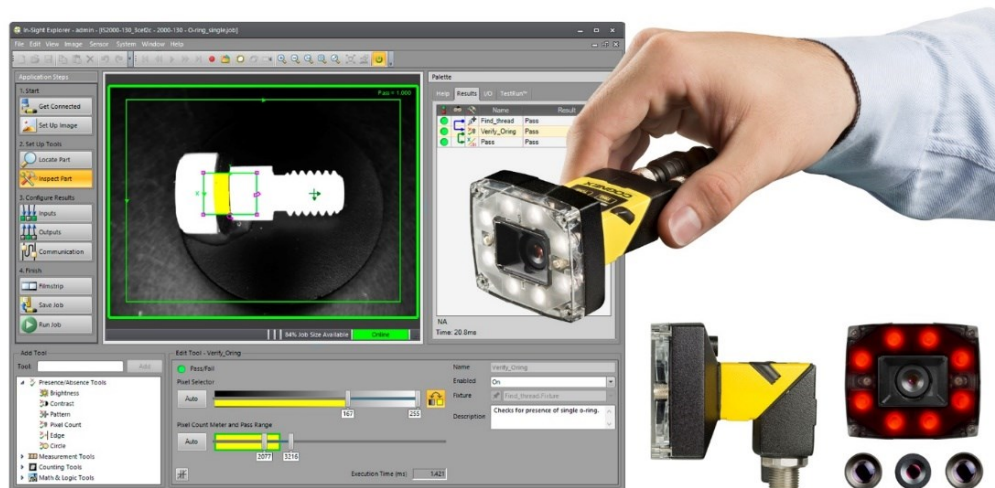 in-Sight Explorer - admin - [IS2000-130_3cef2c - 2000-130 - O-ring_single.job]
File Edit View Image Sensor System Window Help
Application Steps
1. Start
Get Connected
Set Up Image
2. Set Up Tools
Locate Part
Inspect Part
3. Configure Results
Inputs
Outputs
Communication
4. Finish
Filmstrip
Save Job
Run Job
Pass = 1.000
84% Job Size Available
Online
Palette
Help Results I/O TestRun™
Name Result
Find_thread Pass
Verify_Oring Pass
Pass Pass
NA
Time: 20.8ms
COGNEX
Add Tool
Tool: Add
Presence/Absence Tools
Brightness
Contrast
Pattern
Pixel Count
Edge
Circle
Measurement Tools
Counting Tools
Math & Logic Tools
Edit Tool - Verify_Oring
Pass/Fail
Pixel Selector
Auto
167 255
Pixel Count Meter and Pass Range
Auto
2077 3216
Execution Time (ms) 1.421
Name Verify_Oring
Enabled On
Fixture Find_thread.Fixture
Description Checks for presence of single o-ring.